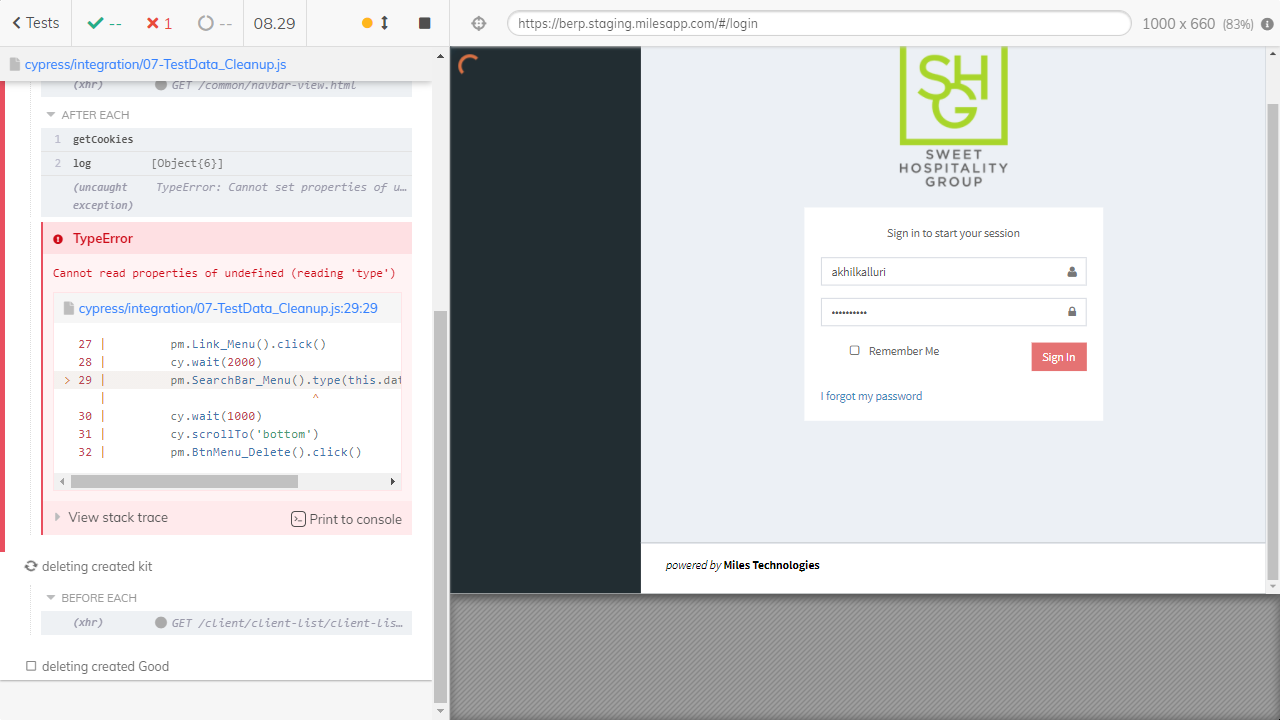 Tests
--
1
--
08.29
https://berp.staging.milesapp.com/#/login
1000 x 660 (83%)
cypress/integration/07-TestData_Cleanup.js
(xhr) GET /common/navbar-view.html
AFTER EACH
1 getCookies
2 log [Object{6}]
(uncaught exception) TypeError: Cannot set properties of u…
TypeError
Cannot read properties of undefined (reading 'type')
cypress/integration/07-TestData_Cleanup.js:29:29
27 | pm.Link_Menu().click()
28 | cy.wait(2000)
> 29 | pm.SearchBar_Menu().type(this.dat
| ^
30 | cy.wait(1000)
31 | cy.scrollTo('bottom')
32 | pm.BtnMenu_Delete().click()
View stack trace
Print to console
deleting created kit
BEFORE EACH
(xhr) GET /client/client-list/client-lis…
deleting created Good
SHG
SWEET
HOSPITALITY
GROUP
Sign in to start your session
akhilkalluri
••••••••••
Remember Me
Sign In
I forgot my password
powered by Miles Technologies